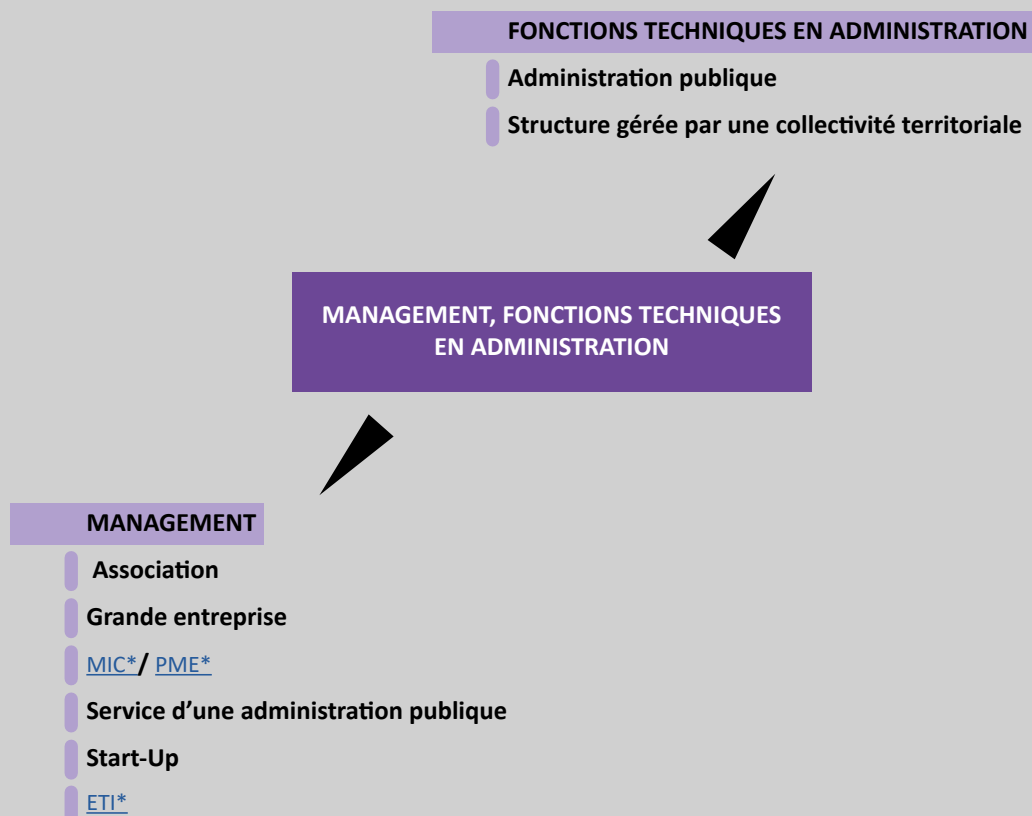 FONCTIONS TECHNIQUES EN ADMINISTRATION
Administration publique
Structure gérée par une collectivité territoriale
MANAGEMENT, FONCTIONS TECHNIQUES
EN ADMINISTRATION
MANAGEMENT
Association
Grande entreprise
MIC*/ PME*
Service d’une administration publique
Start-Up
ETI*